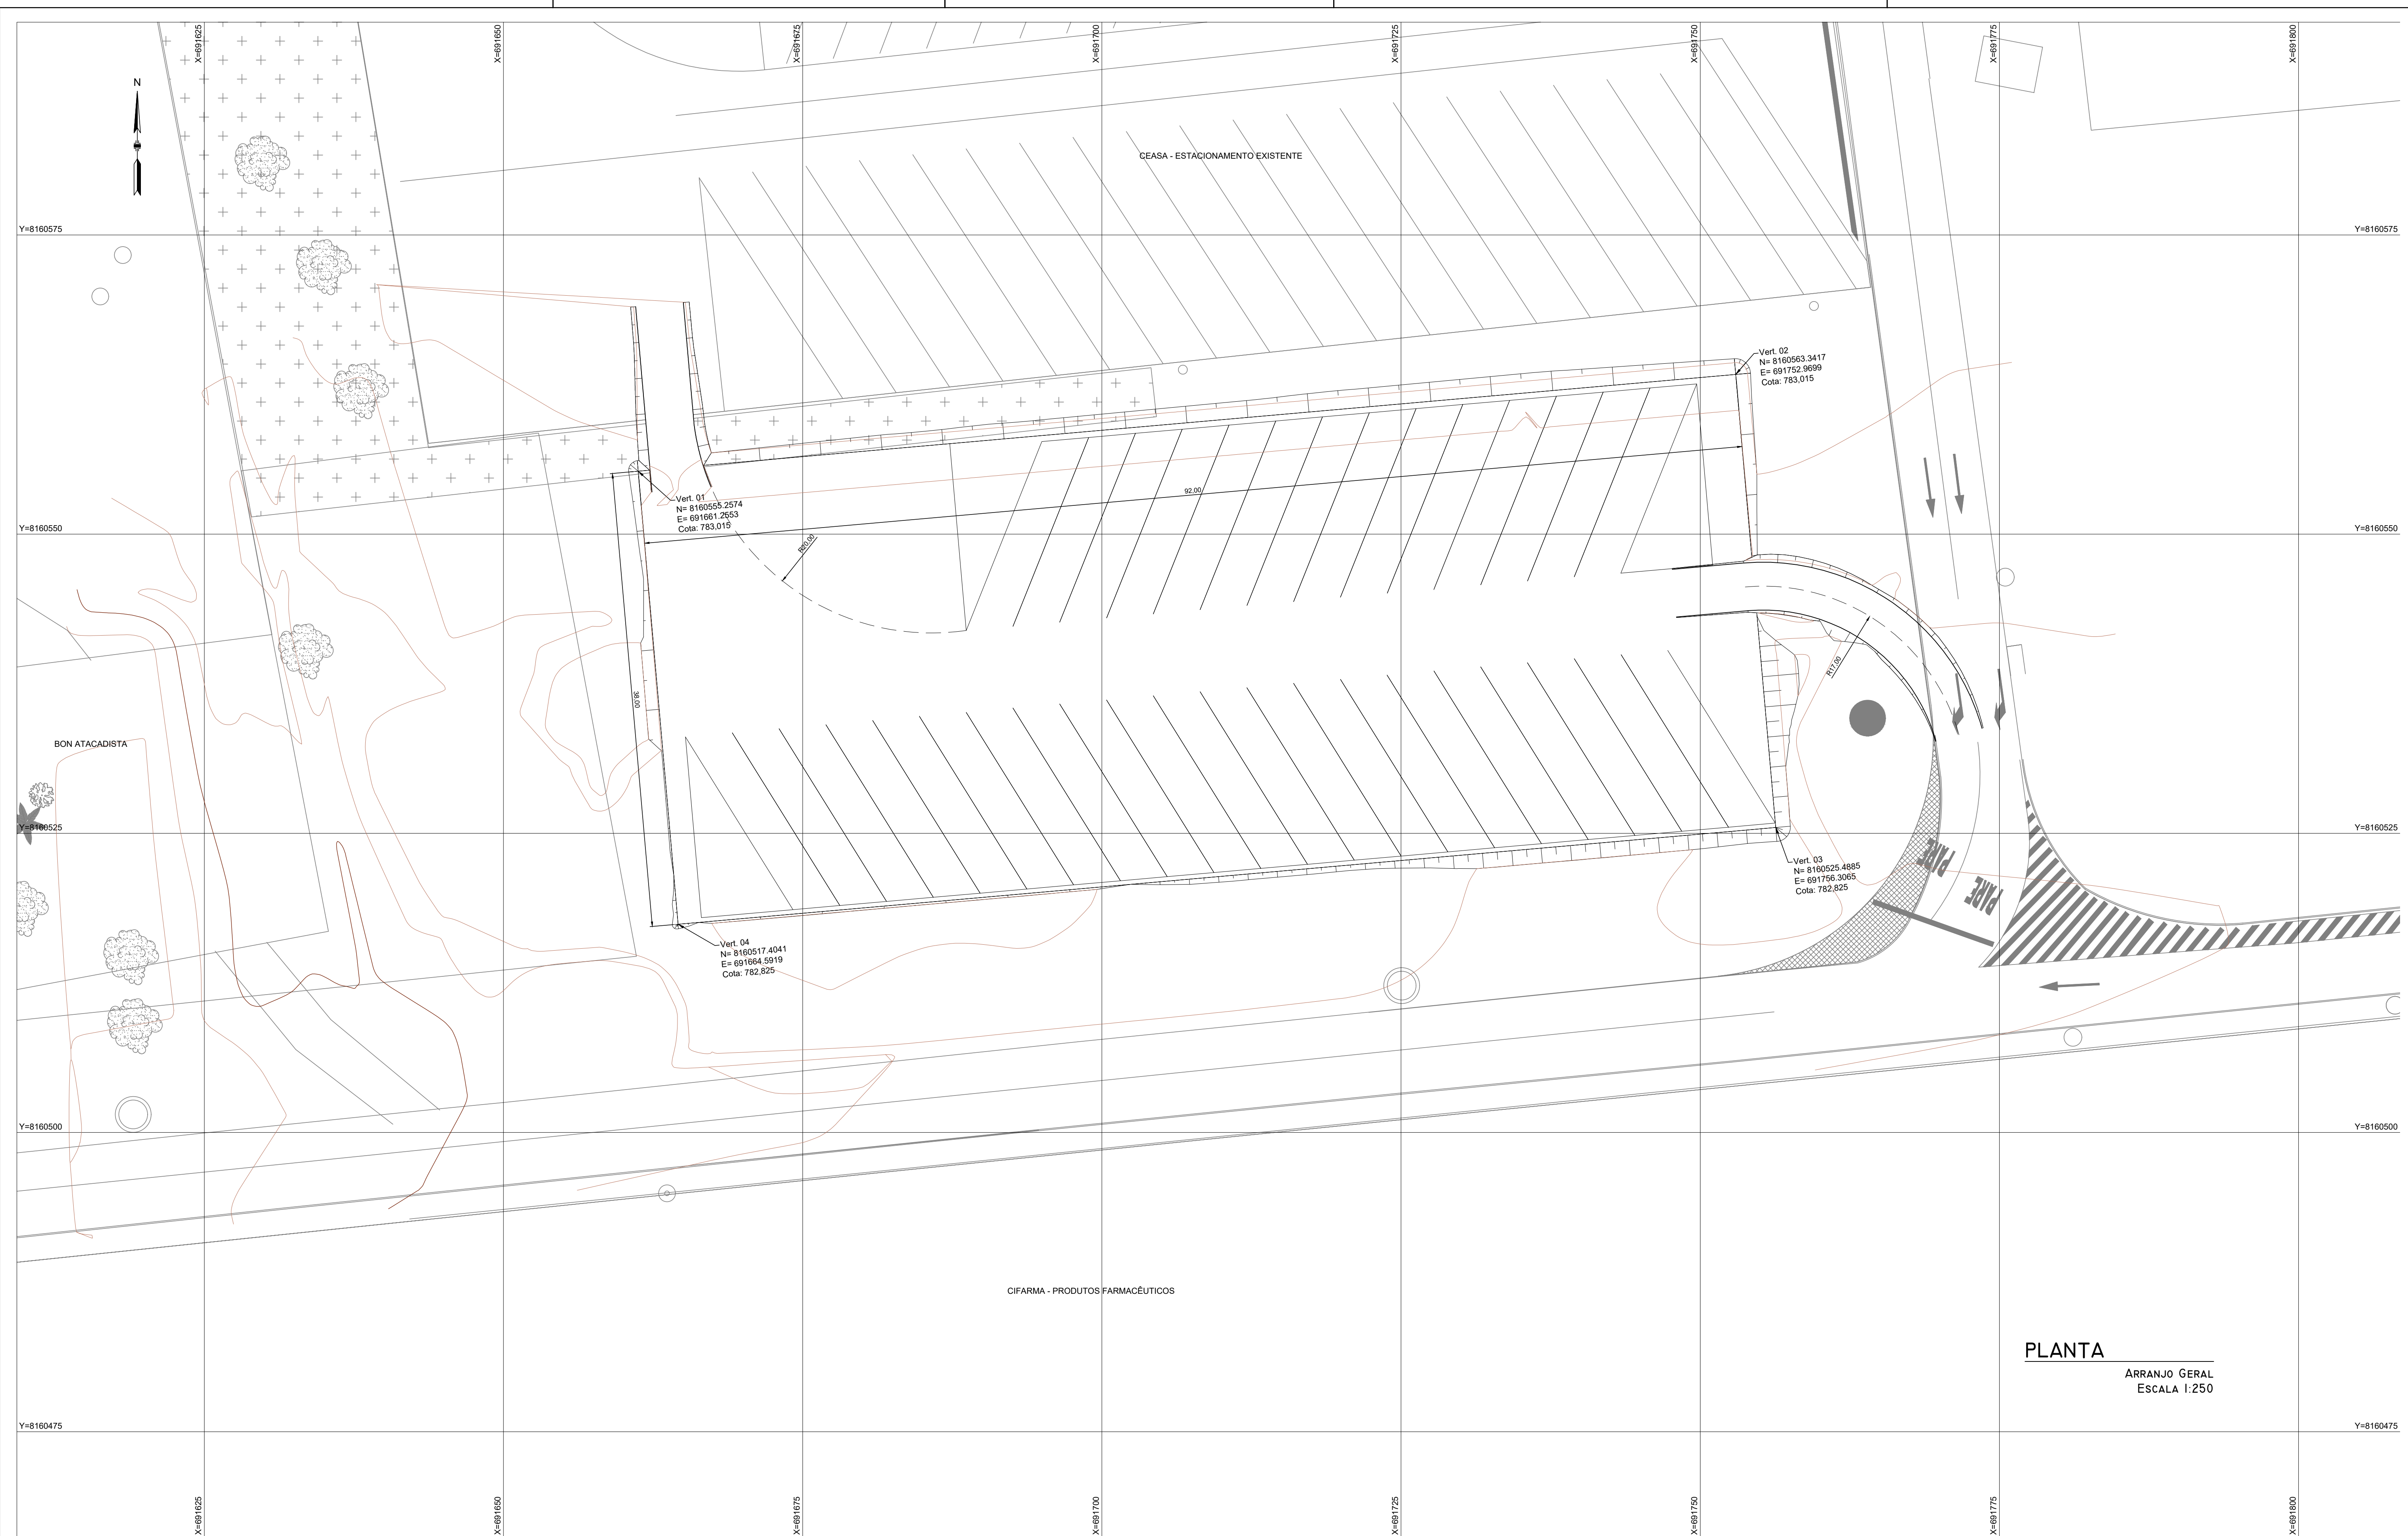 X=691625
X=691650
X=691675
X=691700
X=691725
X=691750
X=691775
X=691800
N
CEASA - ESTACIONAMENTO EXISTENTE
Y=8160575
Y=8160575
Vert. 02
N= 8160563.3417
E= 691752.9699
Cota: 783,015
92,00
Vert. 01
N= 8160555.2574
E= 691661.2553
Cota: 783,015
Y=8160550
Y=8160550
R20,00
R17,00
38,00
BON ATACADISTA
Y=8160525
Y=8160525
PARE
PARE
Vert. 03
N= 8160525.4885
E= 691756.3065
Cota: 782,825
Vert. 04
N= 8160517.4041
E= 691664.5919
Cota: 782,825
Y=8160500
Y=8160500
CIFARMA - PRODUTOS FARMACÊUTICOS
PLANTA
ARRANJO GERAL
ESCALA 1:250
Y=8160475
Y=8160475
X=691625
X=691650
X=691675
X=691700
X=691725
X=691750
X=691775
X=691800